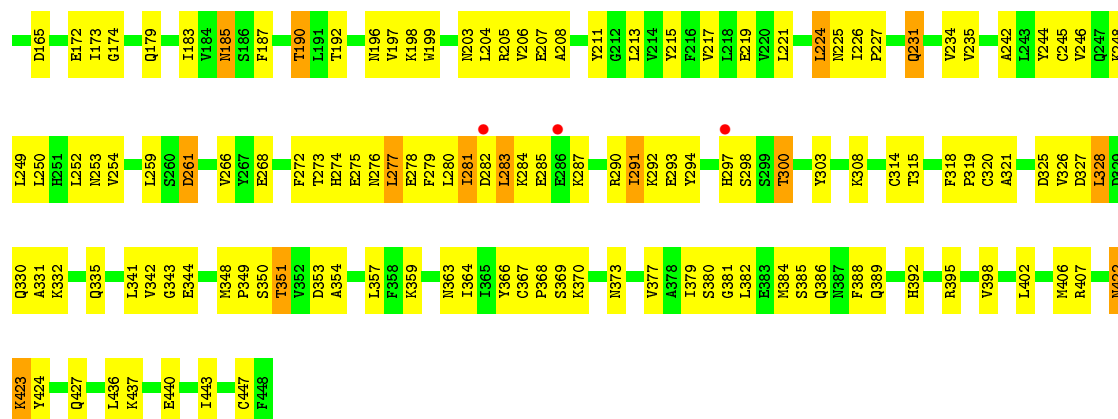 D165 E172 I173 G174 Q179 I183 V184 N185 S186 F187 T190 L191 T192 N196 V197 K198 W199 N203 L204 R205 V206 E207 A208 Y211 G212 L213 V214 Y215 F216 V217 L218 E219 V220 L221 L224 N225 I226 P227 Q231 V234 V235 A242 L243 Y244 C245 V246 Q247 K248
L249 L250 H251 L252 N253 V254 L259 S260 D261 V266 Y267 E268 F272 T273 H274 E275 N276 L277 E278 F279 L280 I281 D282 L283 K284 E285 E286 K287 R290 I291 K292 E293 Y294 H297 S298 S299 T300 Y303 K308 C314 T315 F318 P319 C320 A321 D325 V326 D327 L328 D329
Q330 A331 K332 Q335 L341 V342 G343 E344 M348 P349 S350 T351 V352 D353 A354 L357 F358 K359 N363 I364 I365 Y366 C367 P368 S369 K370 N373 V377 A378 I379 S380 G381 L382 E383 M384 S385 Q386 N387 F388 Q389 H392 R395 V398 L402 M406 R407 N422
K423 Y424 Q427 L436 K437 E440 I443 C447 F448